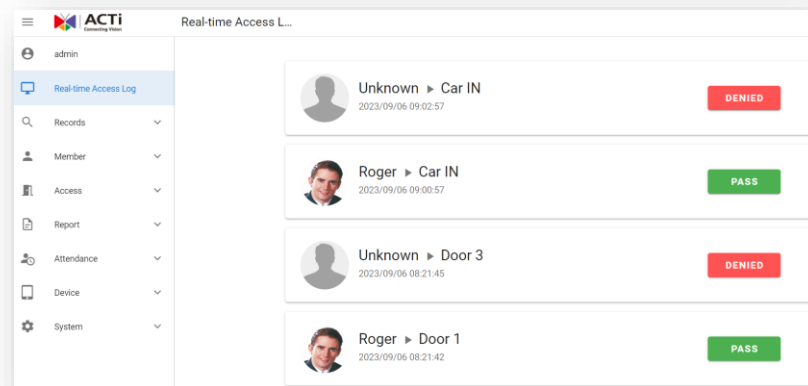 ACTi
Connecting Vision
Real-time Access L...
admin
Real-time Access Log
Records
Member
Access
Report
Attendance
Device
System
Unknown ▸ Car IN
2023/09/06 09:02:57
DENIED
Roger ▸ Car IN
2023/09/06 09:00:57
PASS
Unknown ▸ Door 3
2023/09/06 08:21:45
DENIED
Roger ▸ Door 1
2023/09/06 08:21:42
PASS